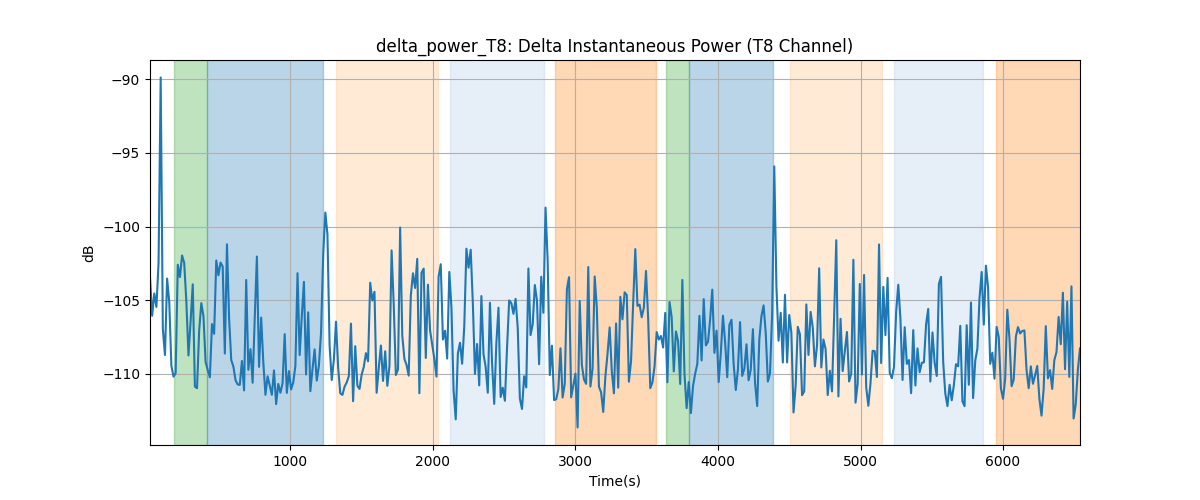 delta_power_T8: Delta Instantaneous Power (T8 Channel)
dB
−90
−95
−100
−105
−110
1000 2000 3000 4000 5000 6000
Time(s)